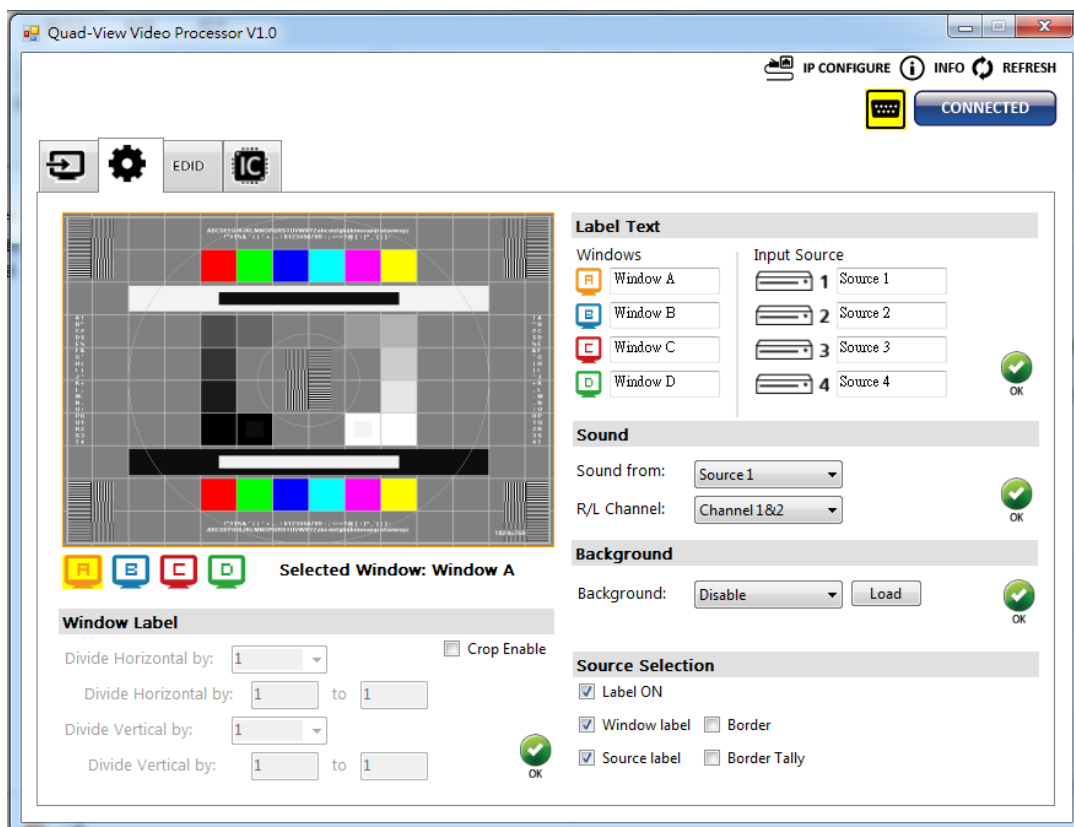 Quad-View Video Processor V1.0
IP CONFIGURE INFO REFRESH
CONNECTED
EDID IC
1024x768
A B C D Selected Window: Window A
Window Label
Crop Enable
Divide Horizontal by: 1
Divide Horizontal by: 1 to 1
Divide Vertical by: 1
Divide Vertical by: 1 to 1
OK
Label Text
Windows Input Source
A Window A 1 Source 1
B Window B 2 Source 2
C Window C 3 Source 3
D Window D 4 Source 4
OK
Sound
Sound from: Source 1
R/L Channel: Channel 1&2
OK
Background
Background: Disable Load
OK
Source Selection
Label ON
Window label Border
Source label Border Tally